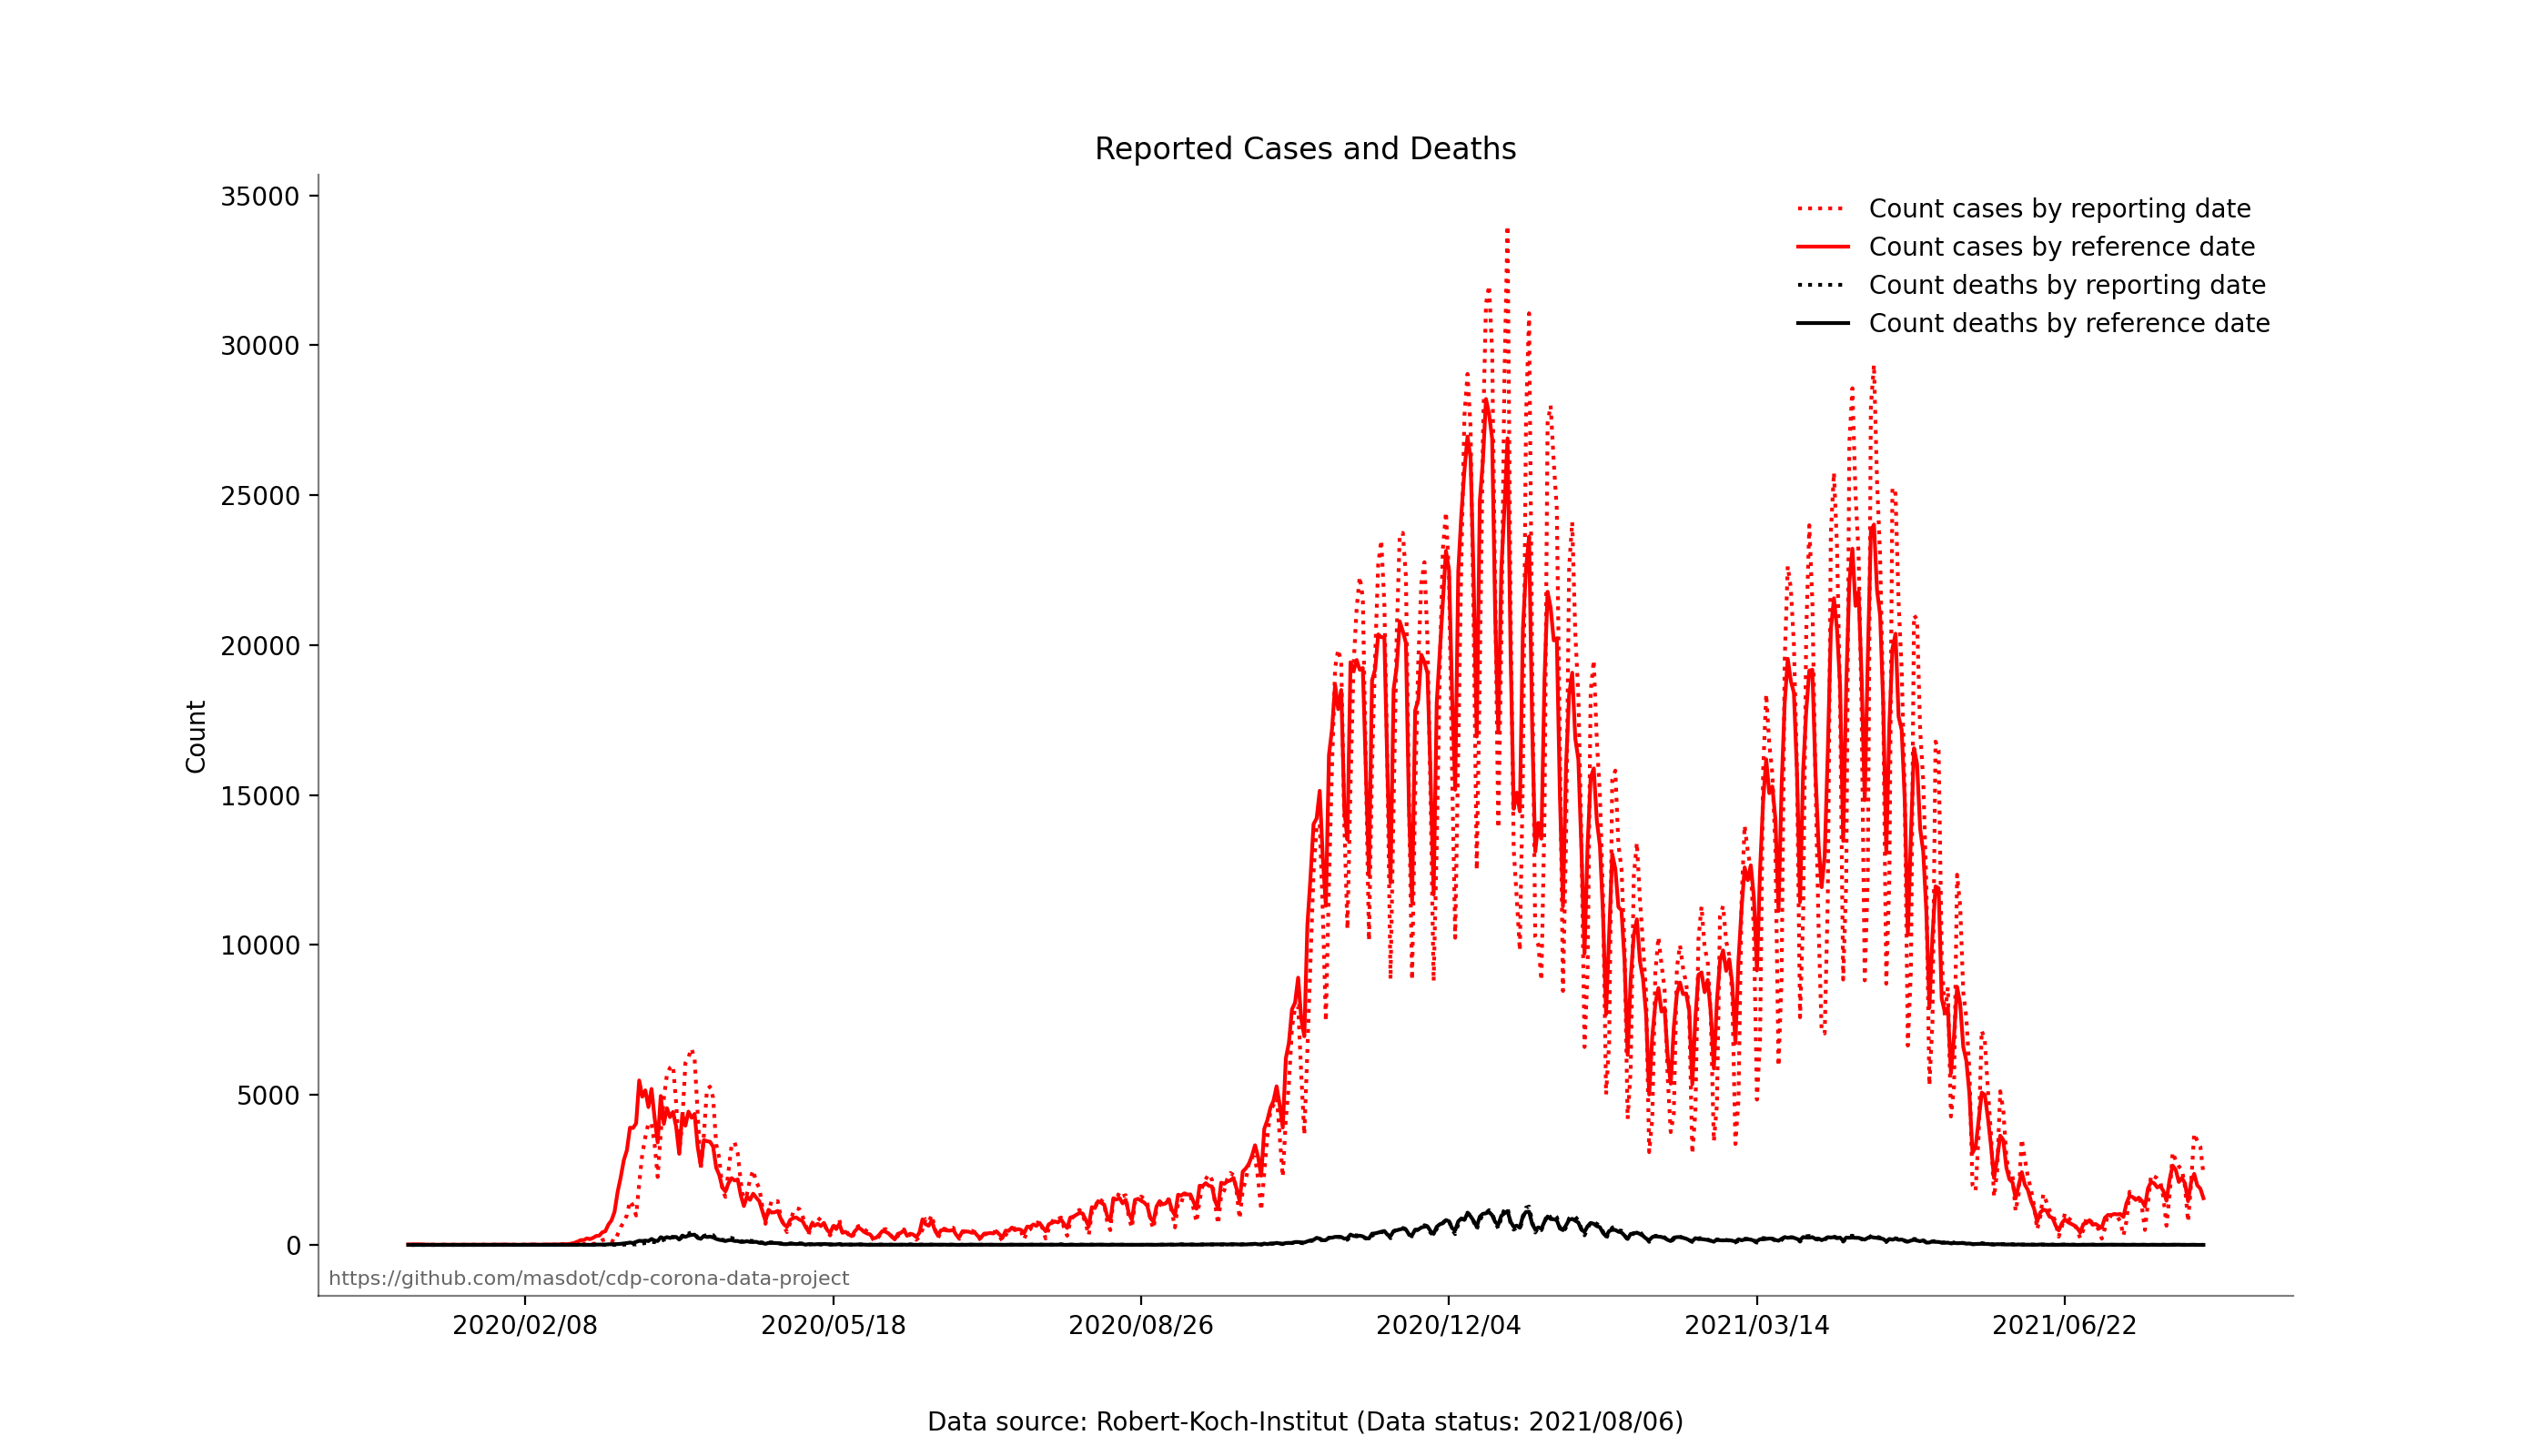 Reported Cases and Deaths
35000
30000
25000
20000
15000
10000
5000
0
Count
Count cases by reporting date
Count cases by reference date
Count deaths by reporting date
Count deaths by reference date
https://github.com/masdot/cdp-corona-data-project
2020/02/08 2020/05/18 2020/08/26 2020/12/04 2021/03/14 2021/06/22
Data source: Robert-Koch-Institut (Data status: 2021/08/06)